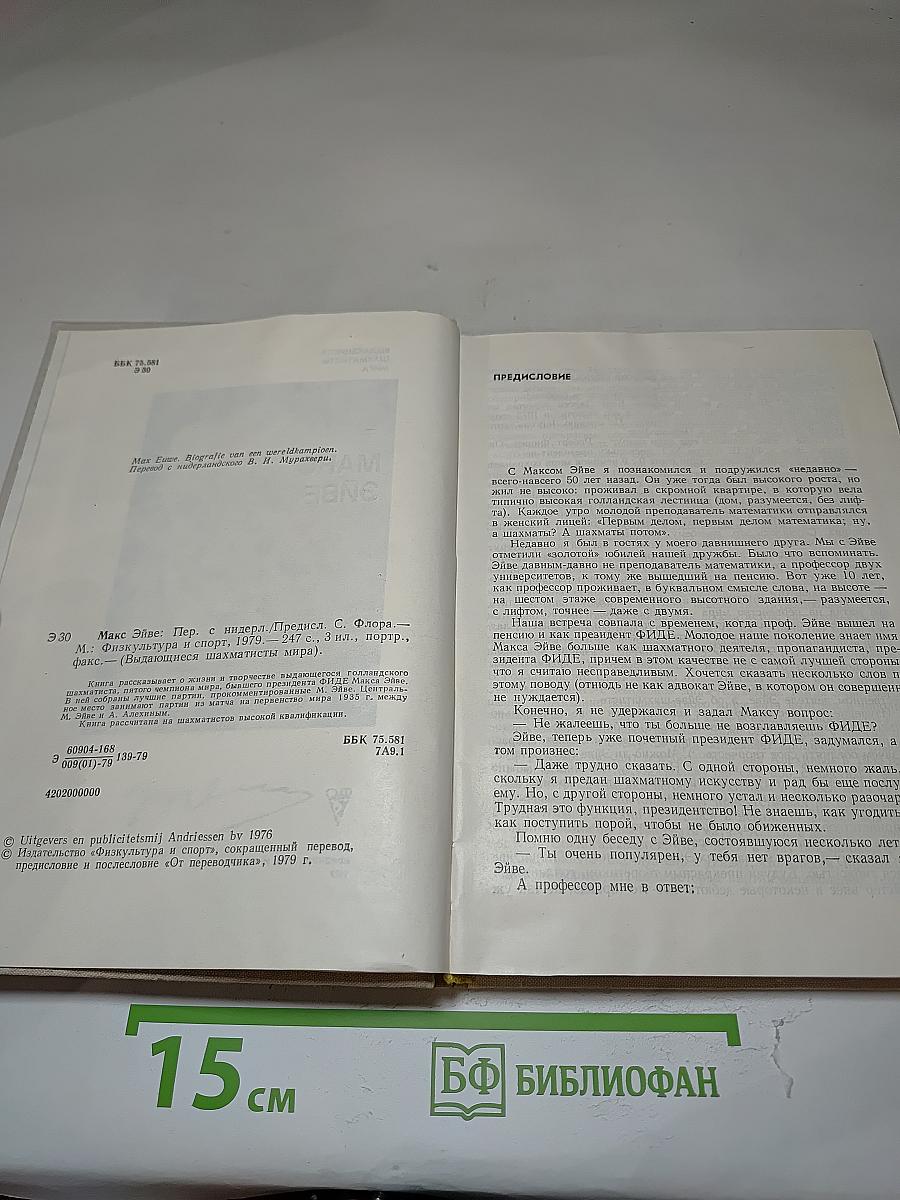 ББК 75.581
Э 30
Max Euwe. Biografie van een wereldkampioen.
Перевод с нидерландского В. Н. Мурахвери.
Э 30 Макс Эйве: Пер. с нидерл./Предисл. С. Флора.—
М.: Физкультура и спорт, 1979.— 247 с., 3 ил., портр.,
факс.— (Выдающиеся шахматисты мира).
Книга рассказывает о жизни и творчестве выдающегося голландского
шахматиста, пятого чемпиона мира, бывшего президента ФИДЕ Макса Эйве.
В ней собраны лучшие партии, прокомментированные М. Эйве. Централь-
ное место занимают партии из матча на первенство мира 1935 г. между
М. Эйве и А. Алехиным.
Книга рассчитана на шахматистов высокой квалификации.
Э 60904-168
009(01)-79 139-79
ББК 75.581
7А9.1
4202000000
© Uitgevers en publiciteitsmij Andriessen bv 1976
© Издательство «Физкультура и спорт», сокращенный перевод,
предисловие и послесловие «От переводчика», 1979 г.
ПРЕДИСЛОВИЕ
С Максом Эйве я познакомился и подружился «недавно» —
всего-навсего 50 лет назад. Он уже тогда был высокого роста, но
жил не высоко: проживал в скромной квартире, в которую вела
типично высокая голландская лестница (дом, разумеется, без лиф-
та). Каждое утро молодой преподаватель математики отправлялся
в женский лицей: «Первым делом, первым делом математика; ну,
а шахматы? А шахматы потом».
Недавно я был в гостях у моего давнишнего друга. Мы с Эйве
отметили «золотой» юбилей нашей дружбы. Было что вспоминать.
Эйве давным-давно не преподаватель математики, а профессор двух
университетов, к тому же вышедший на пенсию. Вот уже 10 лет,
как профессор проживает, в буквальном смысле слова, на высоте —
на шестом этаже современного высотного здания,— разумеется,
с лифтом, точнее — даже с двумя.
Наша встреча совпала с временем, когда проф. Эйве вышел на
пенсию и как президент ФИДЕ. Молодое наше поколение знает имя
Макса Эйве больше как шахматного деятеля, пропагандиста, пре-
зидента ФИДЕ, причем в этом качестве не с самой лучшей стороны,
что я считаю несправедливым. Хочется сказать несколько слов п
этому поводу (отнюдь не как адвокат Эйве, в котором он совершенн
не нуждается).
Конечно, я не удержался и задал Максу вопрос:
— Не жалеешь, что ты больше не возглавляешь ФИДЕ?
Эйве, теперь уже почетный президент ФИДЕ, задумался, а
том произнес:
— Даже трудно сказать. С одной стороны, немного жаль,
скольку я предан шахматному искусству и рад бы еще послу
ему. Но, с другой стороны, немного устал и несколько разочар
Трудная это функция, президентство! Не знаешь, как угодить
как поступить порой, чтобы не было обиженных.
Помню одну беседу с Эйве, состоявшуюся несколько лет
— Ты очень популярен, у тебя нет врагов,— сказал
Эйве.
А профессор мне в ответ:
15 см
БФ БИБЛИОФАН